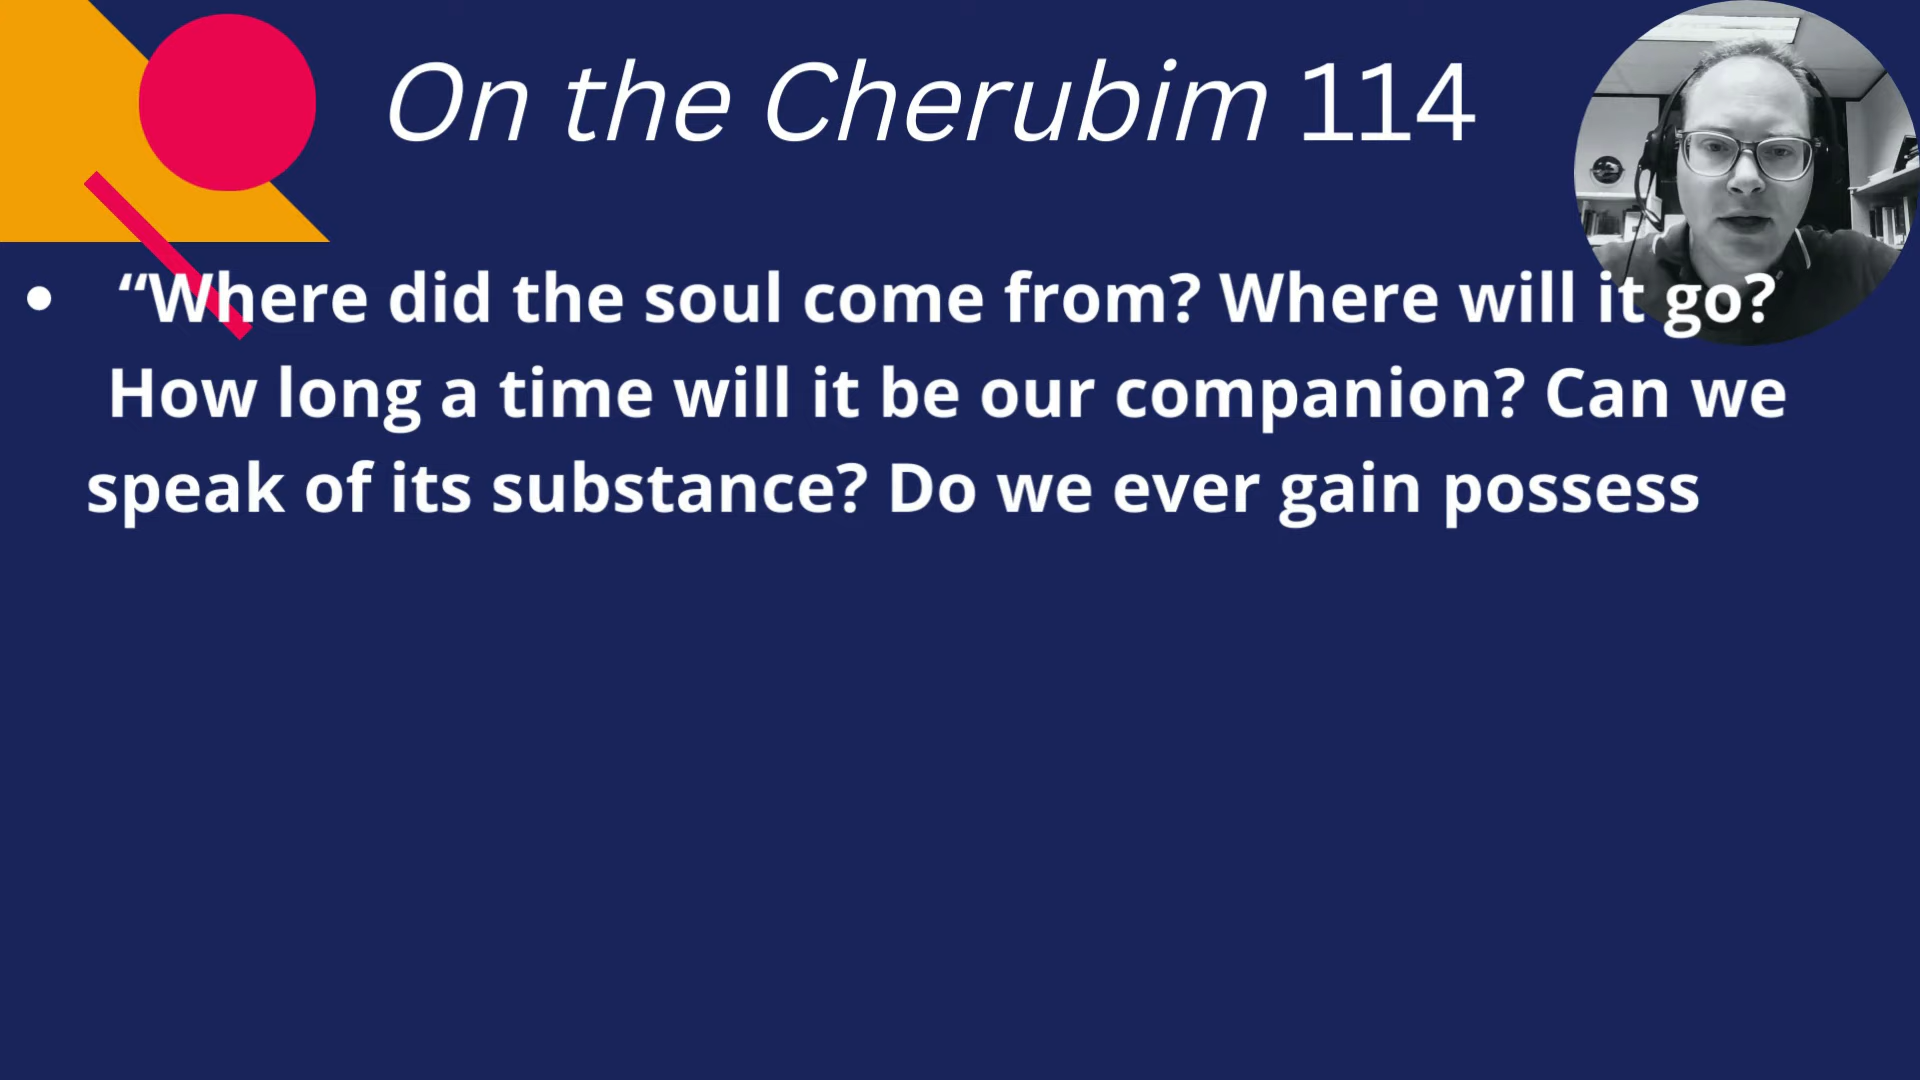 On the Cherubim 114
• “Where did the soul come from? Where will it go?
How long a time will it be our companion? Can we
speak of its substance? Do we ever gain possess